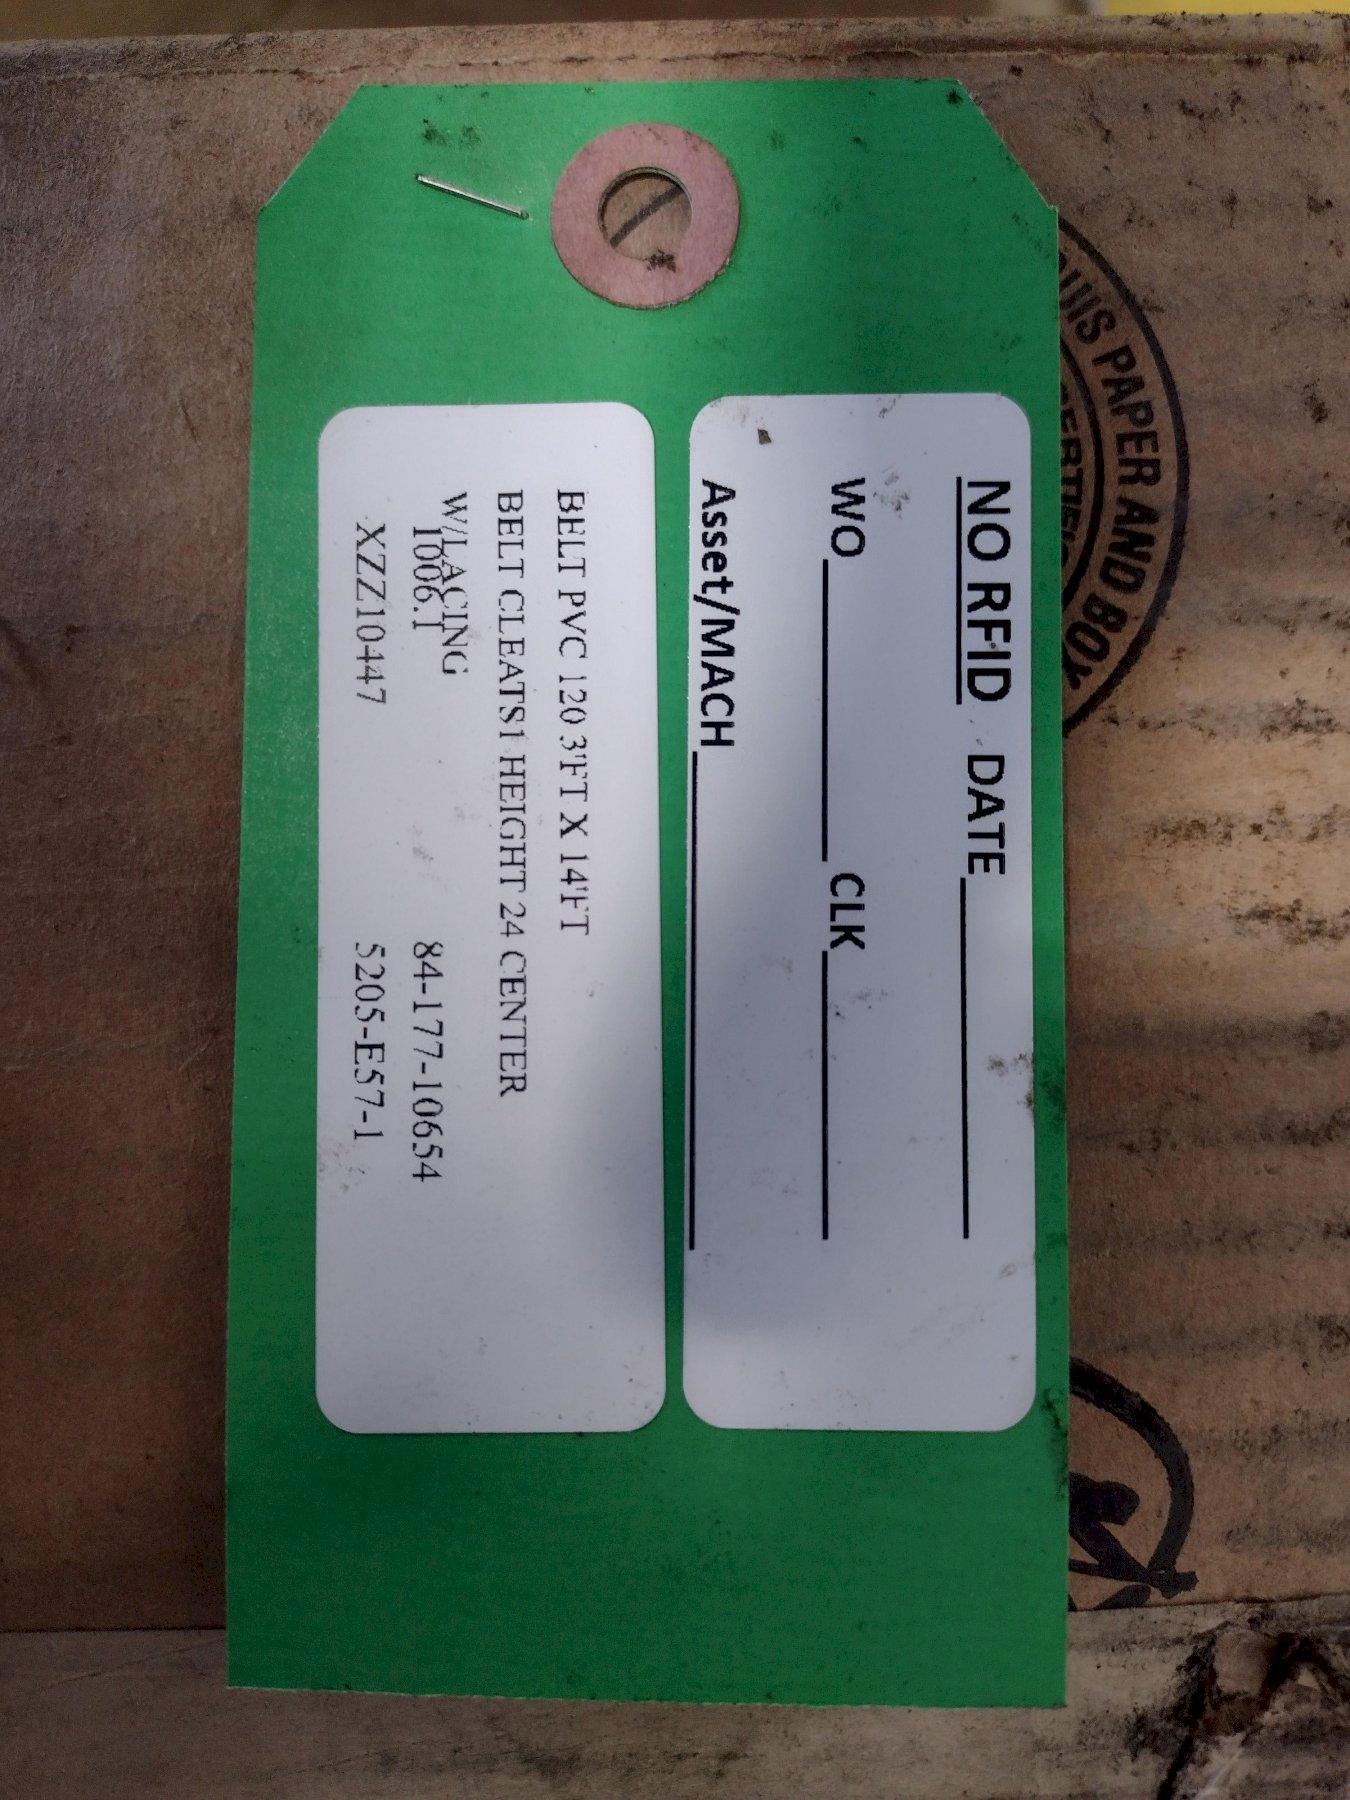 NO RFID DATE
WO CLK
Asset/MACH
BELT PVC 120 3'FT X 14'FT
BELT CLEATS1 HEIGHT 24 CENTER
W/LACING
1006.1 84-177-10654
XZZ10447 5205-E57-1
PAPER AND BOX